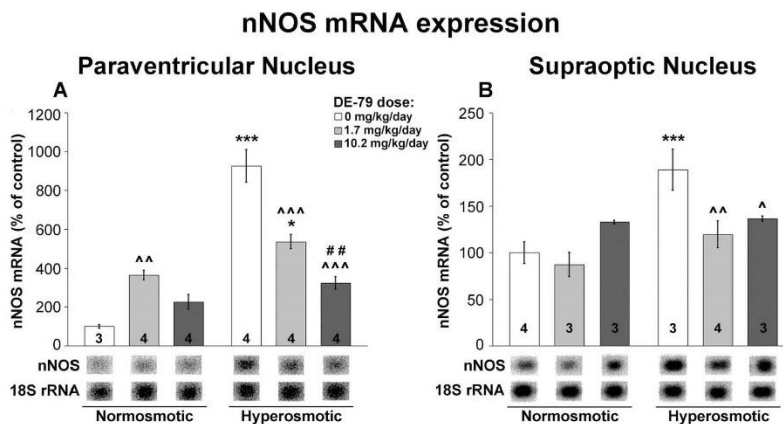 nNOS mRNA expression
Paraventricular Nucleus
A
DE-79 dose:
0 mg/kg/day
1.7 mg/kg/day
10.2 mg/kg/day
nNOS mRNA (% of control)
1200
1000
800
600
400
200
0
3
^^
4
4
***
4
^^^
*
4
##
^^^
4
nNOS
18S rRNA
Normosmotic
Hyperosmotic
Supraoptic Nucleus
B
nNOS mRNA (% of control)
250
200
150
100
50
0
4
3
3
***
3
^^
4
^
3
nNOS
18S rRNA
Normosmotic
Hyperosmotic